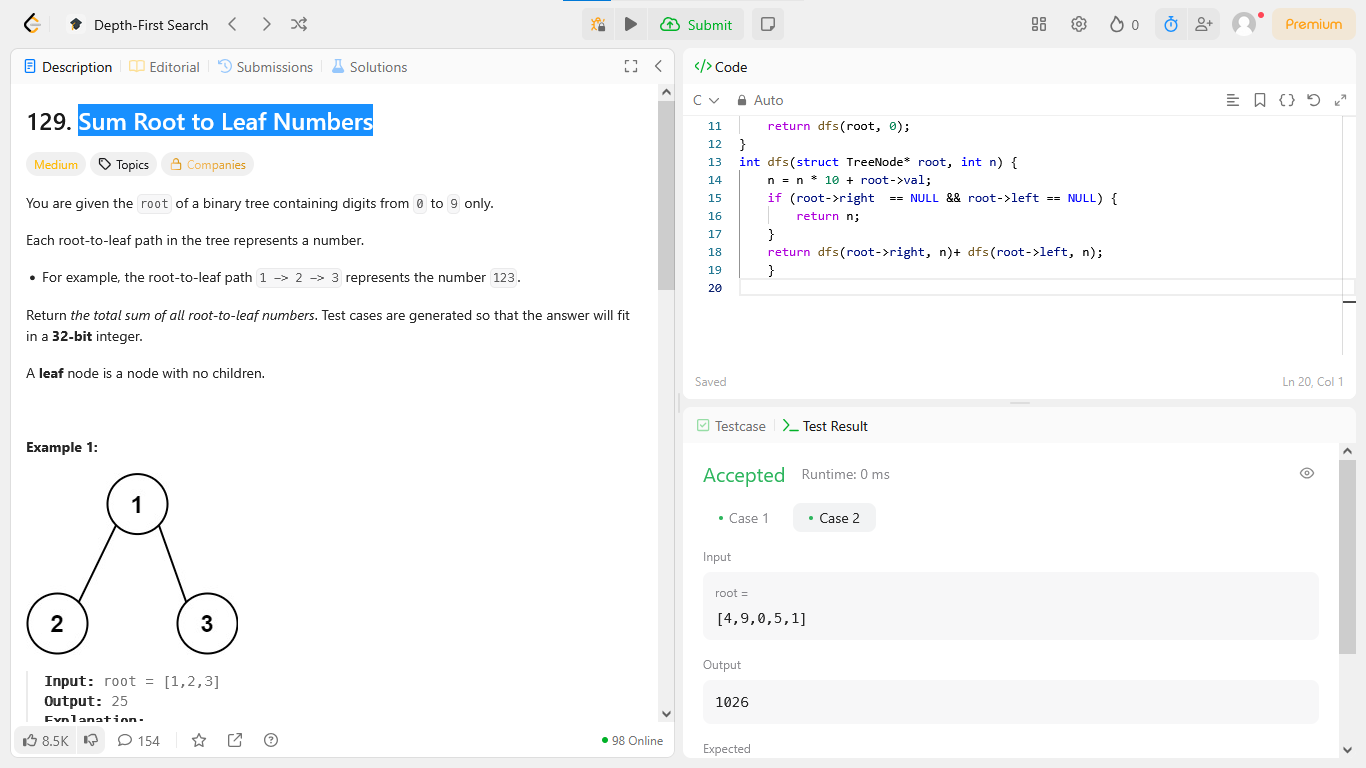 Depth-First Search
Submit
0
Premium
Description
Editorial
Submissions
Solutions
129. Sum Root to Leaf Numbers
Medium
Topics
Companies
You are given the root of a binary tree containing digits from 0 to 9 only.
Each root-to-leaf path in the tree represents a number.
• For example, the root-to-leaf path 1 -> 2 -> 3 represents the number 123.
Return the total sum of all root-to-leaf numbers. Test cases are generated so that the answer will fit
in a 32-bit integer.
A leaf node is a node with no children.
Example 1:
1
2
3
Input: root = [1,2,3]
Output: 25
Explanation:
8.5K
154
98 Online
</> Code
C
Auto
11 return dfs(root, 0);
12 }
13 int dfs(struct TreeNode* root, int n) {
14 n = n * 10 + root->val;
15 if (root->right  == NULL && root->left == NULL) {
16 return n;
17 }
18 return dfs(root->right, n)+ dfs(root->left, n);
19 }
20
Saved
Ln 20, Col 1
Testcase
Test Result
Accepted
Runtime: 0 ms
• Case 1
• Case 2
Input
root =
[4,9,0,5,1]
Output
1026
Expected